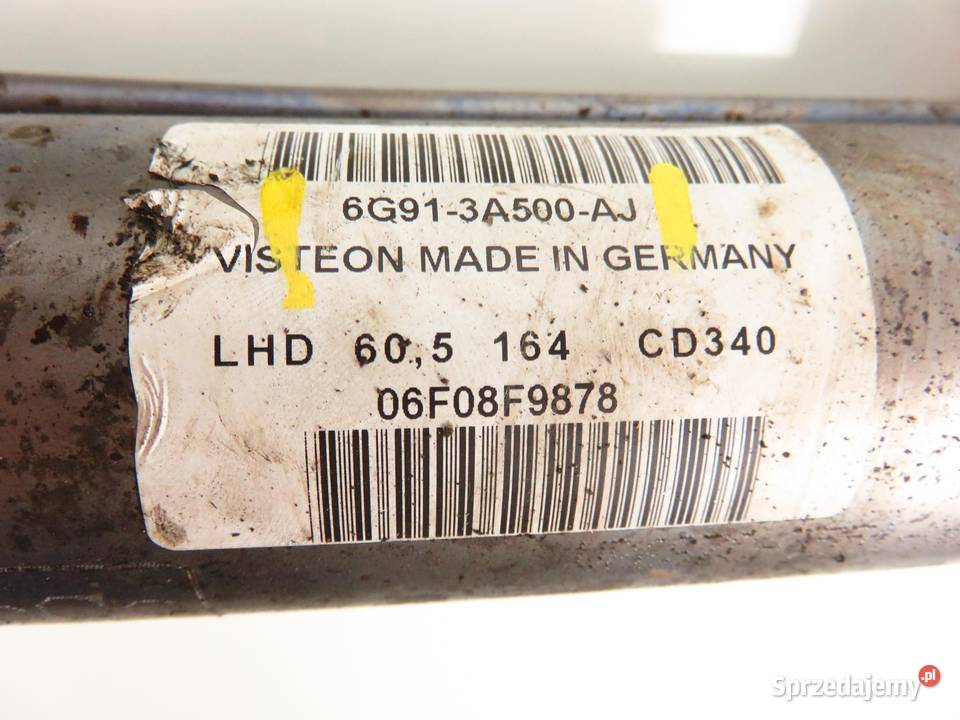 6G91-3A500-AJ
VISTEON MADE IN GERMANY
LHD 60,5 164 CD340
06F08F9878
Sprzedajemy .pl